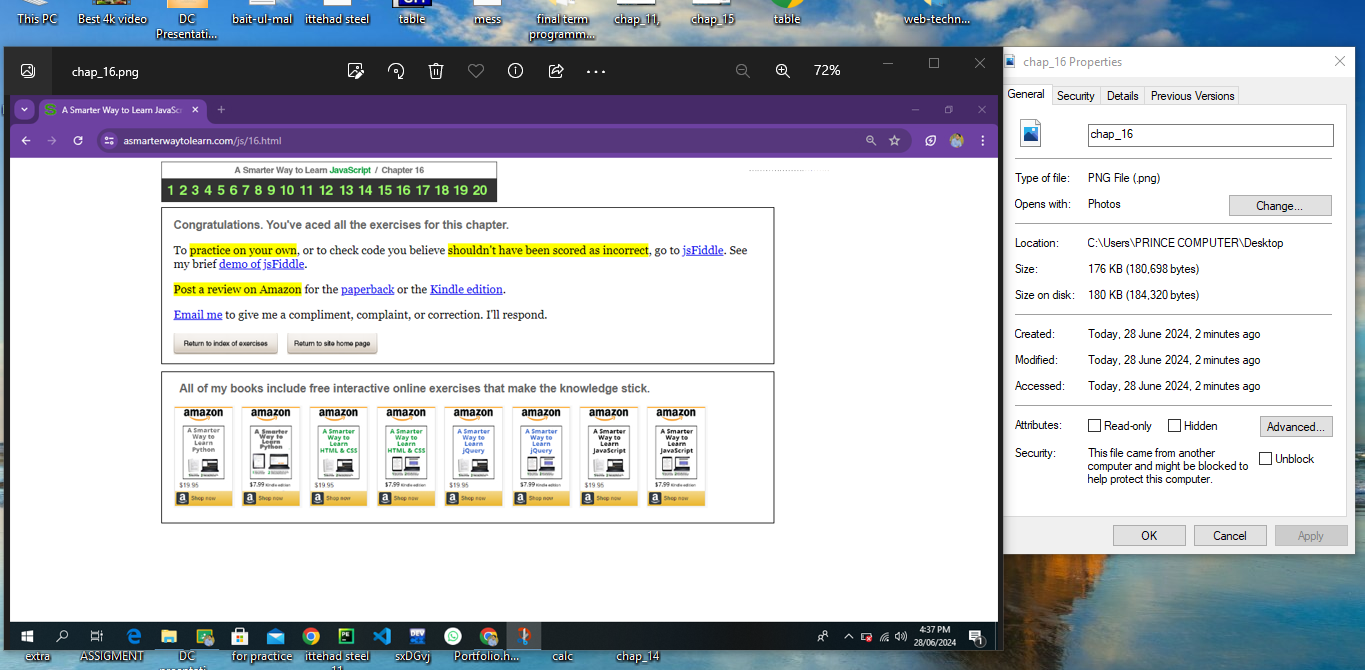 This PC
Best 4k video
DC
Presentati...
bait-ul-mal
ittehad steel
table
mess
final term
programm...
chap_11,
chap_15
table
web-techn...
chap_16.png
72%
A Smarter Way to Learn JavaSc
asmarterwaytolearn.com/js/16.html
A Smarter Way to Learn JavaScript / Chapter 16
1 2 3 4 5 6 7 8 9 10 11 12 13 14 15 16 17 18 19 20
Congratulations. You've aced all the exercises for this chapter.
To practice on your own, or to check code you believe shouldn't have been scored as incorrect, go to jsFiddle. See
my brief demo of jsFiddle.
Post a review on Amazon for the paperback or the Kindle edition.
Email me to give me a compliment, complaint, or correction. I'll respond.
Return to index of exercises
Return to site home page
All of my books include free interactive online exercises that make the knowledge stick.
amazon
A Smarter
Way to
Learn
Python
$19.95
Shop now
amazon
A Smarter
Way to
Learn
Python
$7.99 Kindle edition
Shop now
amazon
A Smarter
Way to
Learn
HTML & CSS
$19.95
Shop now
amazon
A Smarter
Way to
Learn
HTML & CSS
$7.99 Kindle edition
Shop now
amazon
A Smarter
Way to
Learn
jQuery
$19.95
Shop now
amazon
A Smarter
Way to
Learn
jQuery
$7.99 Kindle edition
Shop now
amazon
A Smarter
Way to
Learn
JavaScript
$19.95
Shop now
amazon
A Smarter
Way to
Learn
JavaScript
$7.99 Kindle edition
Shop now
4:37 PM
28/06/2024
1
extra
ASSIGMENT
DC
for practice
ittehad steel
sxDGvj
Portfolio.h...
calc
chap_14
chap_16 Properties
General
Security
Details
Previous Versions
chap_16
Type of file:
PNG File (.png)
Opens with:
Photos
Change...
Location:
C:\Users\PRINCE COMPUTER\Desktop
Size:
176 KB (180,698 bytes)
Size on disk:
180 KB (184,320 bytes)
Created:
Today, 28 June 2024, 2 minutes ago
Modified:
Today, 28 June 2024, 2 minutes ago
Accessed:
Today, 28 June 2024, 2 minutes ago
Attributes:
Read-only
Hidden
Advanced...
Security:
This file came from another
computer and might be blocked to
help protect this computer.
Unblock
OK
Cancel
Apply